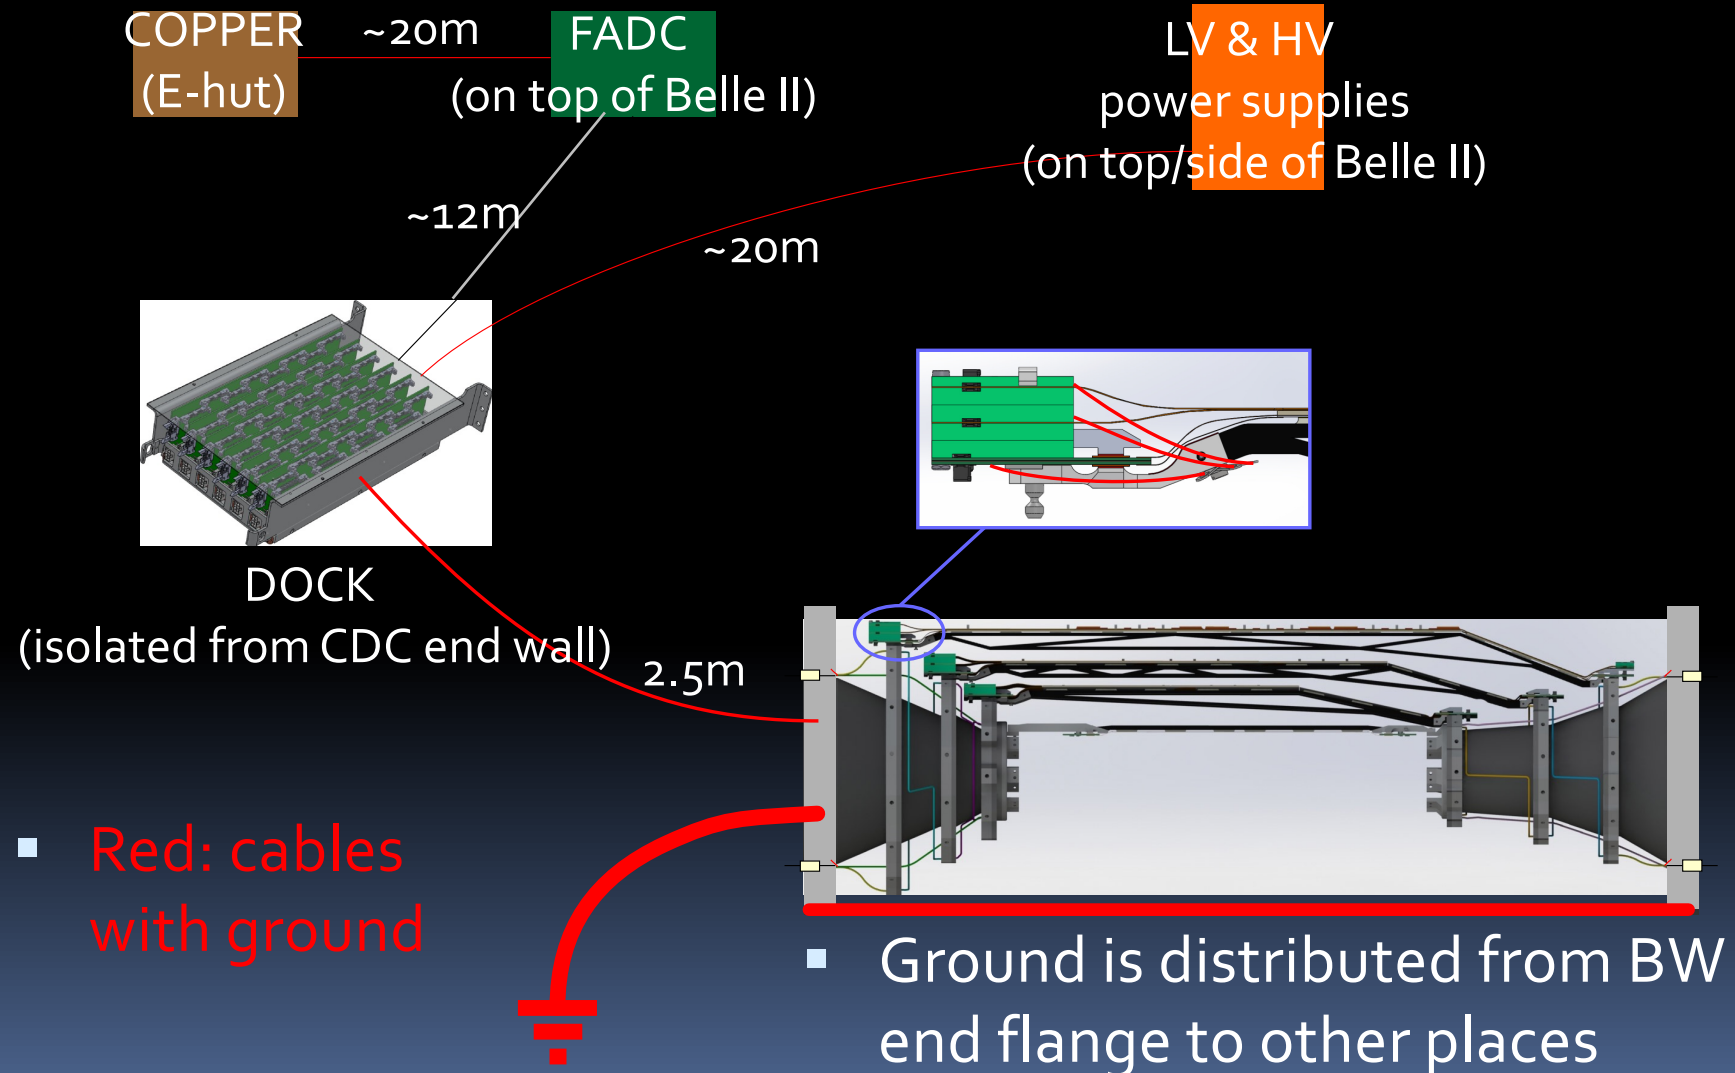 COPPER
(E-hut)
~20m
FADC
(on top of Belle II)
LV & HV
power supplies
(on top/side of Belle II)
~12m
~20m
DOCK
(isolated from CDC end wall)
2.5m
Red: cables
with ground
Ground is distributed from BW
end flange to other places